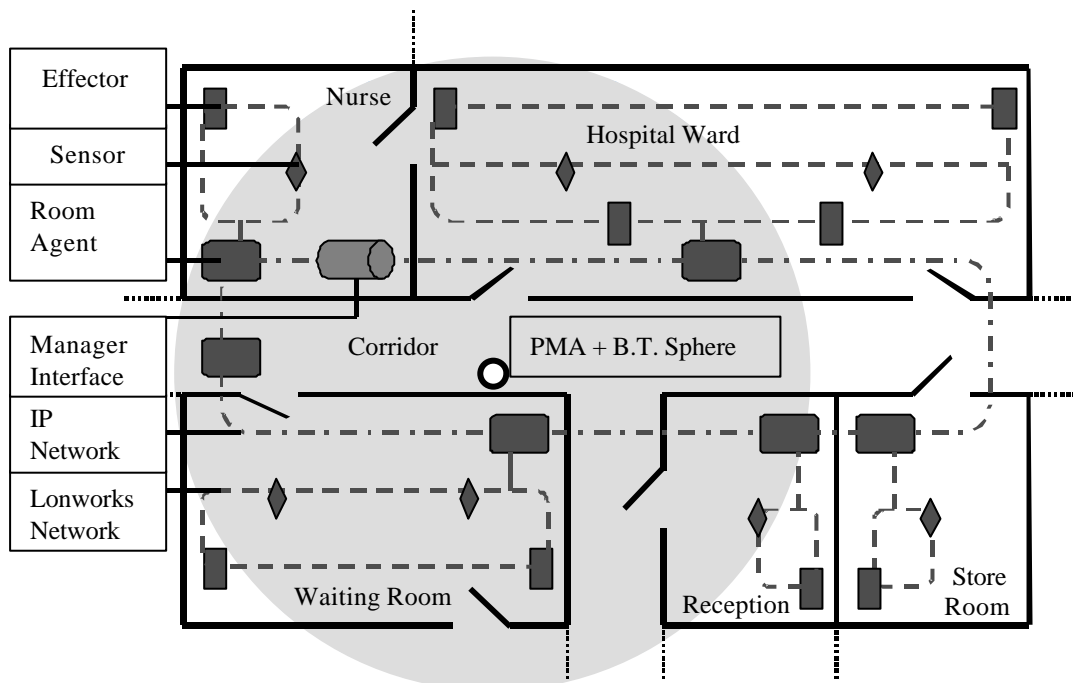 Effector
Sensor
Room
Agent
Manager
Interface
IP
Network
Lonworks
Network
Nurse
Hospital Ward
Corridor
PMA + B.T. Sphere
Waiting Room
Reception
Store
Room